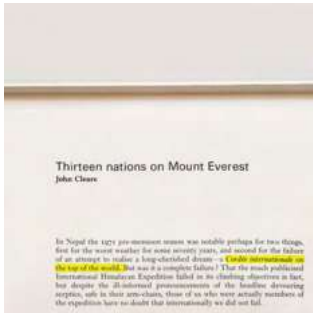 Thirteen nations on Mount Everest
John Cleare
In Nepal the 1971 pre-monsoon season was notable perhaps for two things,
first for the worst weather for some seventy years, and second for the failure
of an attempt to realise a long-cherished dream—a Cordée internationale on
the top of the world. But was it a complete failure? That the much publicised
International Himalayan Expedition failed in its climbing objectives is fact,
but despite the ill-informed pronouncements of the headline devouring
sceptics, safe in their arm-chairs, those of us who were actually members of
the expedition have no doubt that internationally we did not fail.